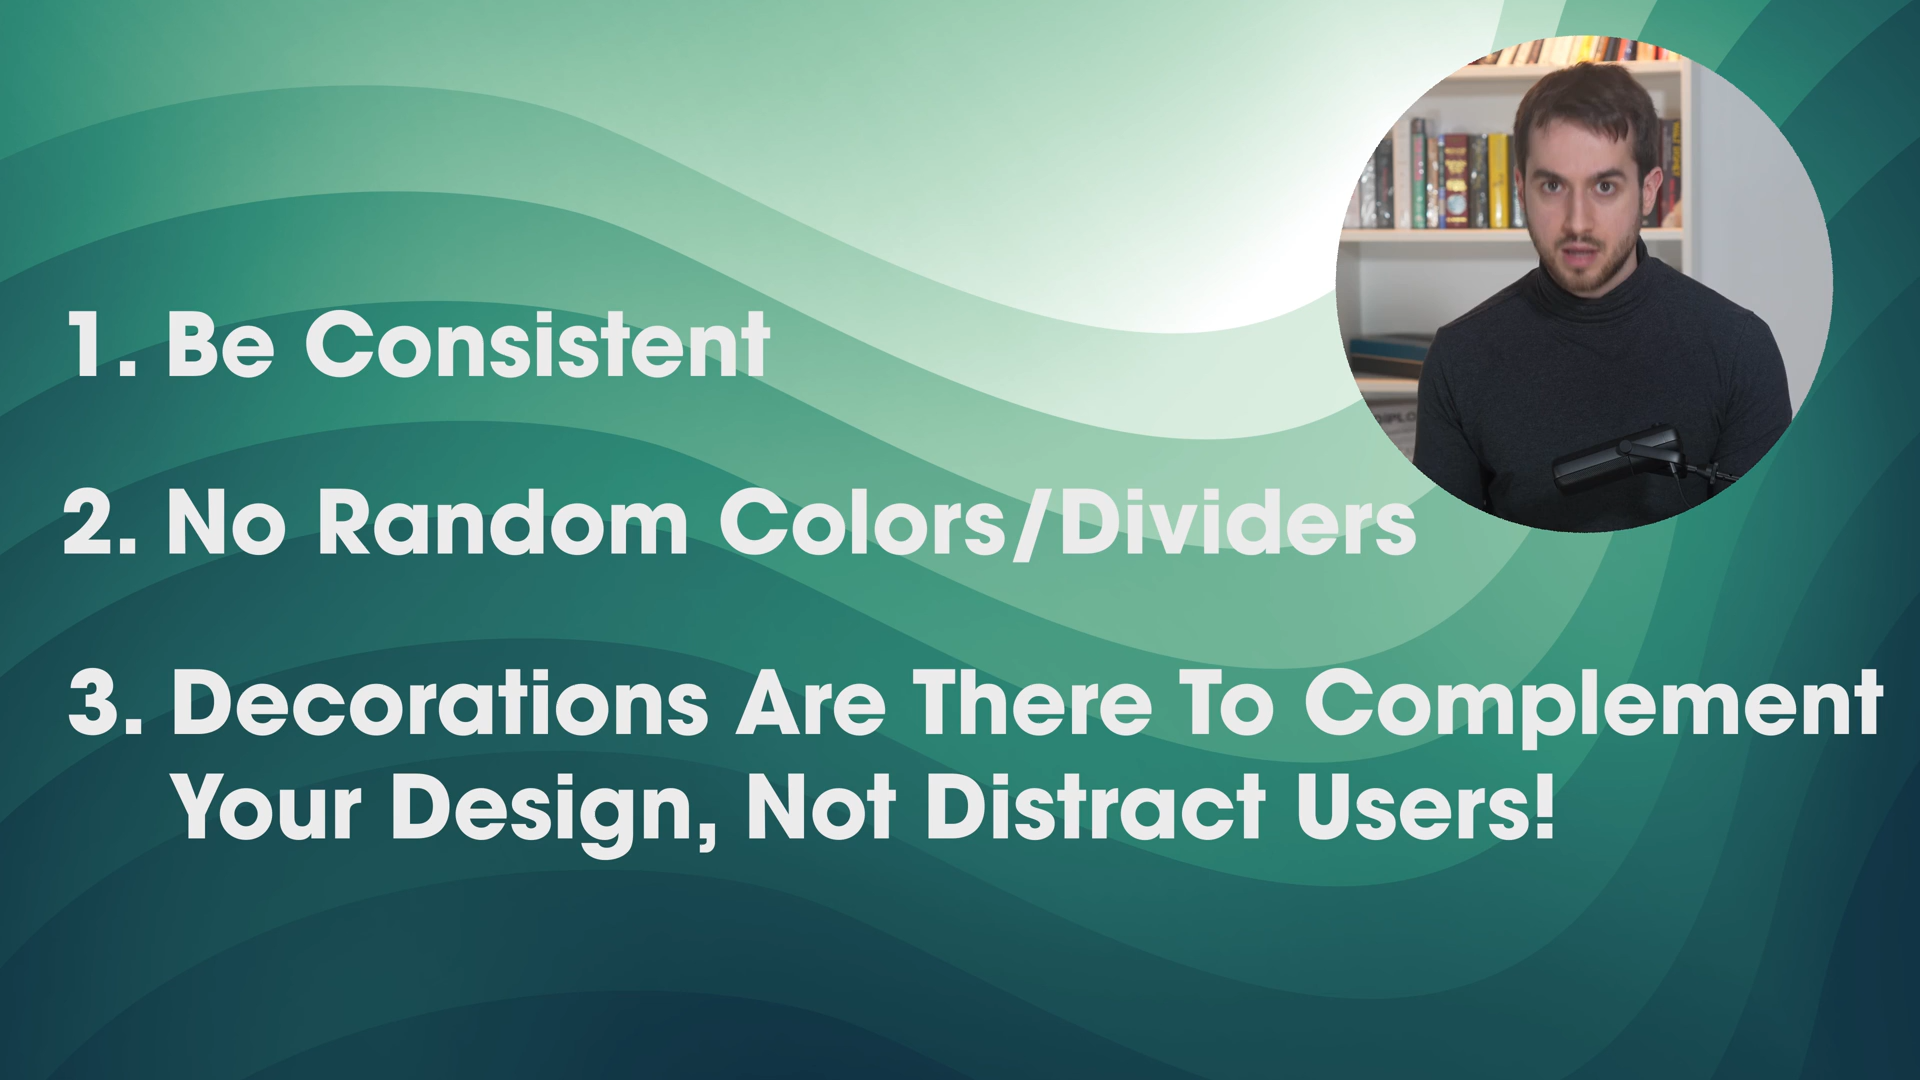 1. Be Consistent
2. No Random Colors/Dividers
3. Decorations Are There To Complement
Your Design, Not Distract Users!